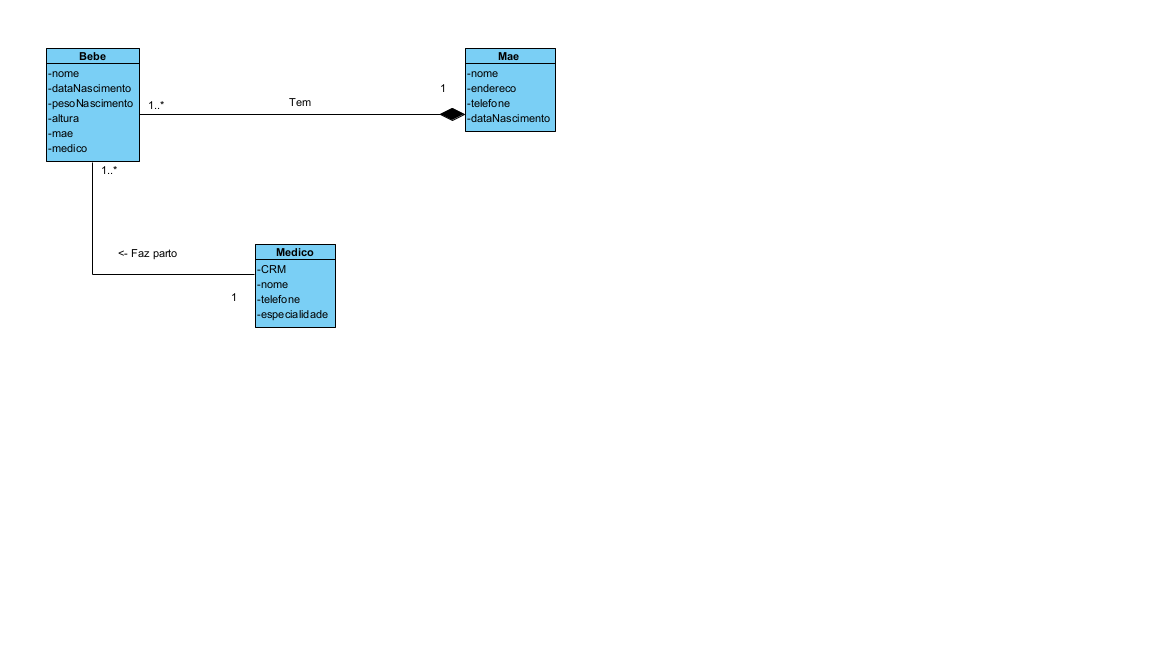 Bebe
-nome
-dataNascimento
-pesoNascimento
-altura
-mae
-medico
1..*
Tem
1
Mae
-nome
-endereco
-telefone
-dataNascimento
1..*
<- Faz parto
1
Medico
-CRM
-nome
-telefone
-especialidade